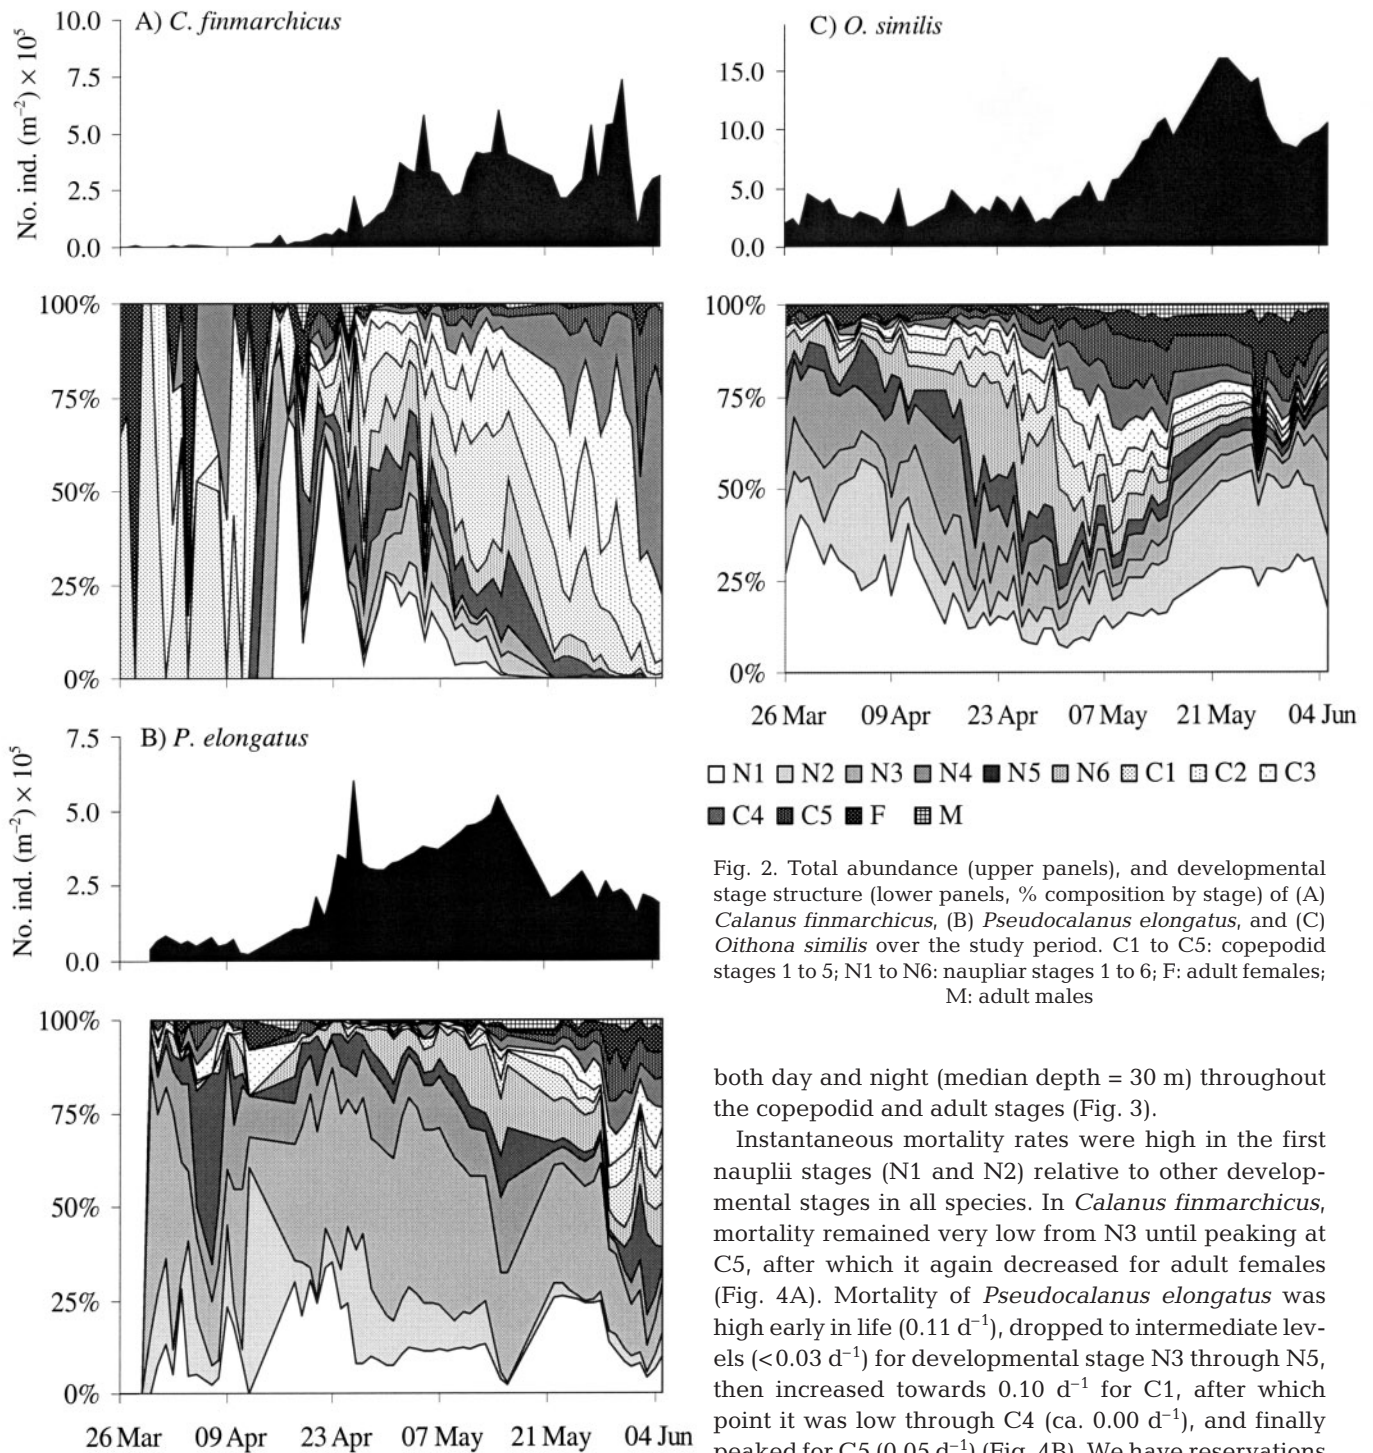 A) C. finmarchicus
No. ind. (m⁻²) × 10⁵
10.0
7.5
5.0
2.5
0.0
100%
75%
50%
25%
0%
B) P. elongatus
No. ind. (m⁻²) × 10⁵
7.5
5.0
2.5
0.0
100%
75%
50%
25%
0%
26 Mar 09 Apr 23 Apr 07 May 21 May 04 Jun
C) O. similis
15.0
10.0
5.0
0.0
100%
75%
50%
25%
0%
26 Mar 09 Apr 23 Apr 07 May 21 May 04 Jun
N1 N2 N3 N4 N5 N6 C1 C2 C3
C4 C5 F M
Fig. 2. Total abundance (upper panels), and developmental
stage structure (lower panels, % composition by stage) of (A)
Calanus finmarchicus, (B) Pseudocalanus elongatus, and (C)
Oithona similis over the study period. C1 to C5: copepodid
stages 1 to 5; N1 to N6: naupliar stages 1 to 6; F: adult females;
M: adult males
both day and night (median depth = 30 m) throughout
the copepodid and adult stages (Fig. 3).
Instantaneous mortality rates were high in the first
nauplii stages (N1 and N2) relative to other develop-
mental stages in all species. In Calanus finmarchicus,
mortality remained very low from N3 until peaking at
C5, after which it again decreased for adult females
(Fig. 4A). Mortality of Pseudocalanus elongatus was
high early in life (0.11 d⁻¹), dropped to intermediate lev-
els (<0.03 d⁻¹) for developmental stage N3 through N5,
then increased towards 0.10 d⁻¹ for C1, after which
point it was low through C4 (ca. 0.00 d⁻¹), and finally
peaked for C5 (0.05 d⁻¹) (Fig. 4B). We have reservations